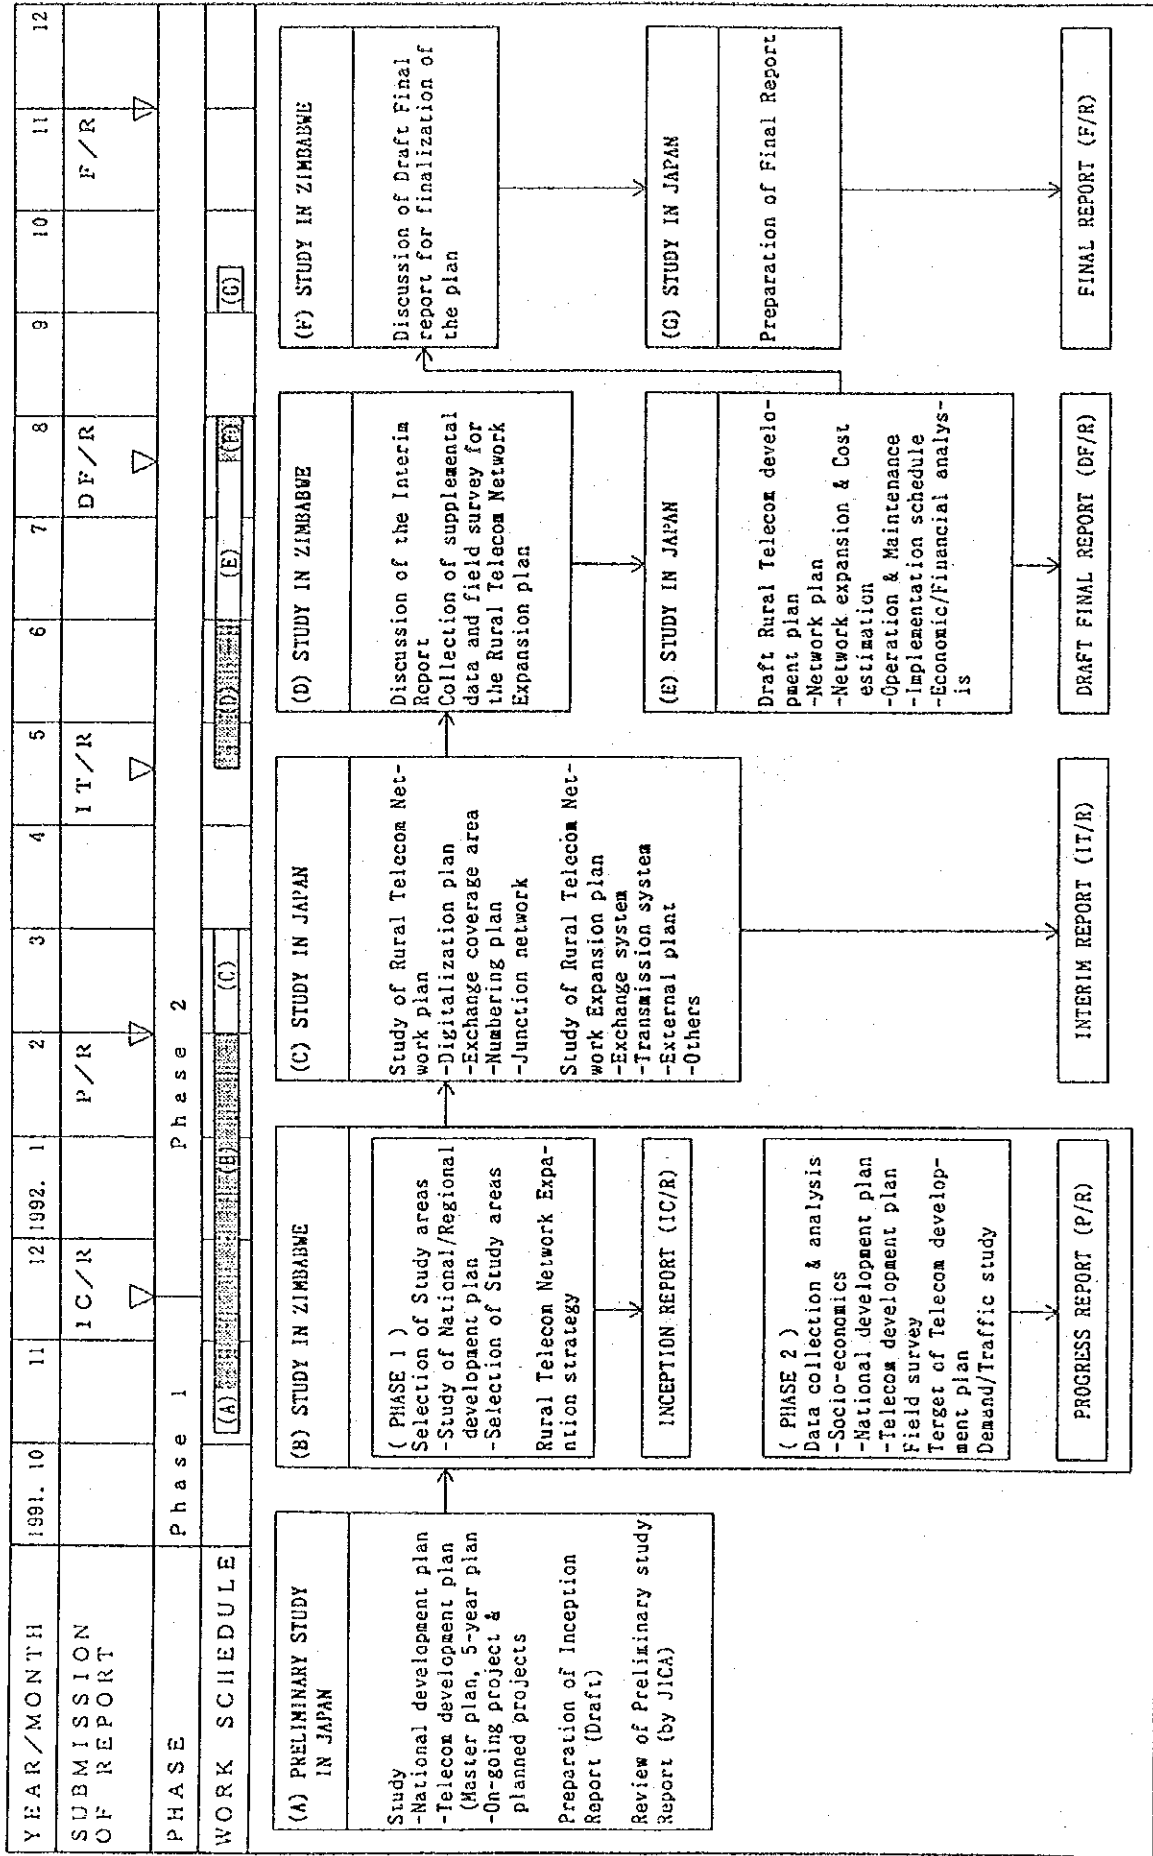 YEAR/MONTH 1991. 10 11 12 1992. 1 2 3 4 5 6 7 8 9 10 11 12
SUBMISSION
OF REPORT
IC/R P/R IT/R DF/R F/R
PHASE Phase 1 Phase 2
WORK SCHEDULE (A) (B) (C) (D) (E) (F) (G)
(A) PRELIMINARY STUDY
IN JAPAN
Study
-National development plan
-Telecom development plan
(Master plan, 5-year plan
-On-going project &
planned projects
Preparation of Inception
Report (Draft)
Review of Preliminary study
Report (by JICA)
(B) STUDY IN ZIMBABWE
( PHASE 1 )
Selection of Study areas
-Study of National/Regional
development plan
-Selection of Study areas
Rural Telecom Network Expa-
ntion strategy
INCEPTION REPORT (IC/R)
( PHASE 2 )
Data collection & analysis
-Socio-economics
-National development plan
-Telecom development plan
Field survey
Terget of Telecom develop-
ment plan
Demand/Traffic study
PROGRESS REPORT (P/R)
(C) STUDY IN JAPAN
Study of Rural Telecom Net-
work plan
-Digitalization plan
-Exchange coverage area
-Numbering plan
-Junction network
Study of Rural Telecom Net-
work Expansion plan
-Exchange system
-Transmission system
-External plant
-Others
INTERIM REPORT (IT/R)
(D) STUDY IN ZIMBABWE
Discussion of the Interim
Report
Collection of supplemental
data and field survey for
the Rural Telecom Network
Expansion plan
(E) STUDY IN JAPAN
Draft Rural Telecom develo-
pment plan
-Network plan
-Network expansion & Cost
estimation
-Operation & Maintenance
-Implementation schedule
-Economic/Financial analys-
is
DRAFT FINAL REPORT (DF/R)
(F) STUDY IN ZIMBABWE
Discussion of Draft Final
report for finalization of
the plan
(G) STUDY IN JAPAN
Preparation of Final Report
FINAL REPORT (F/R)